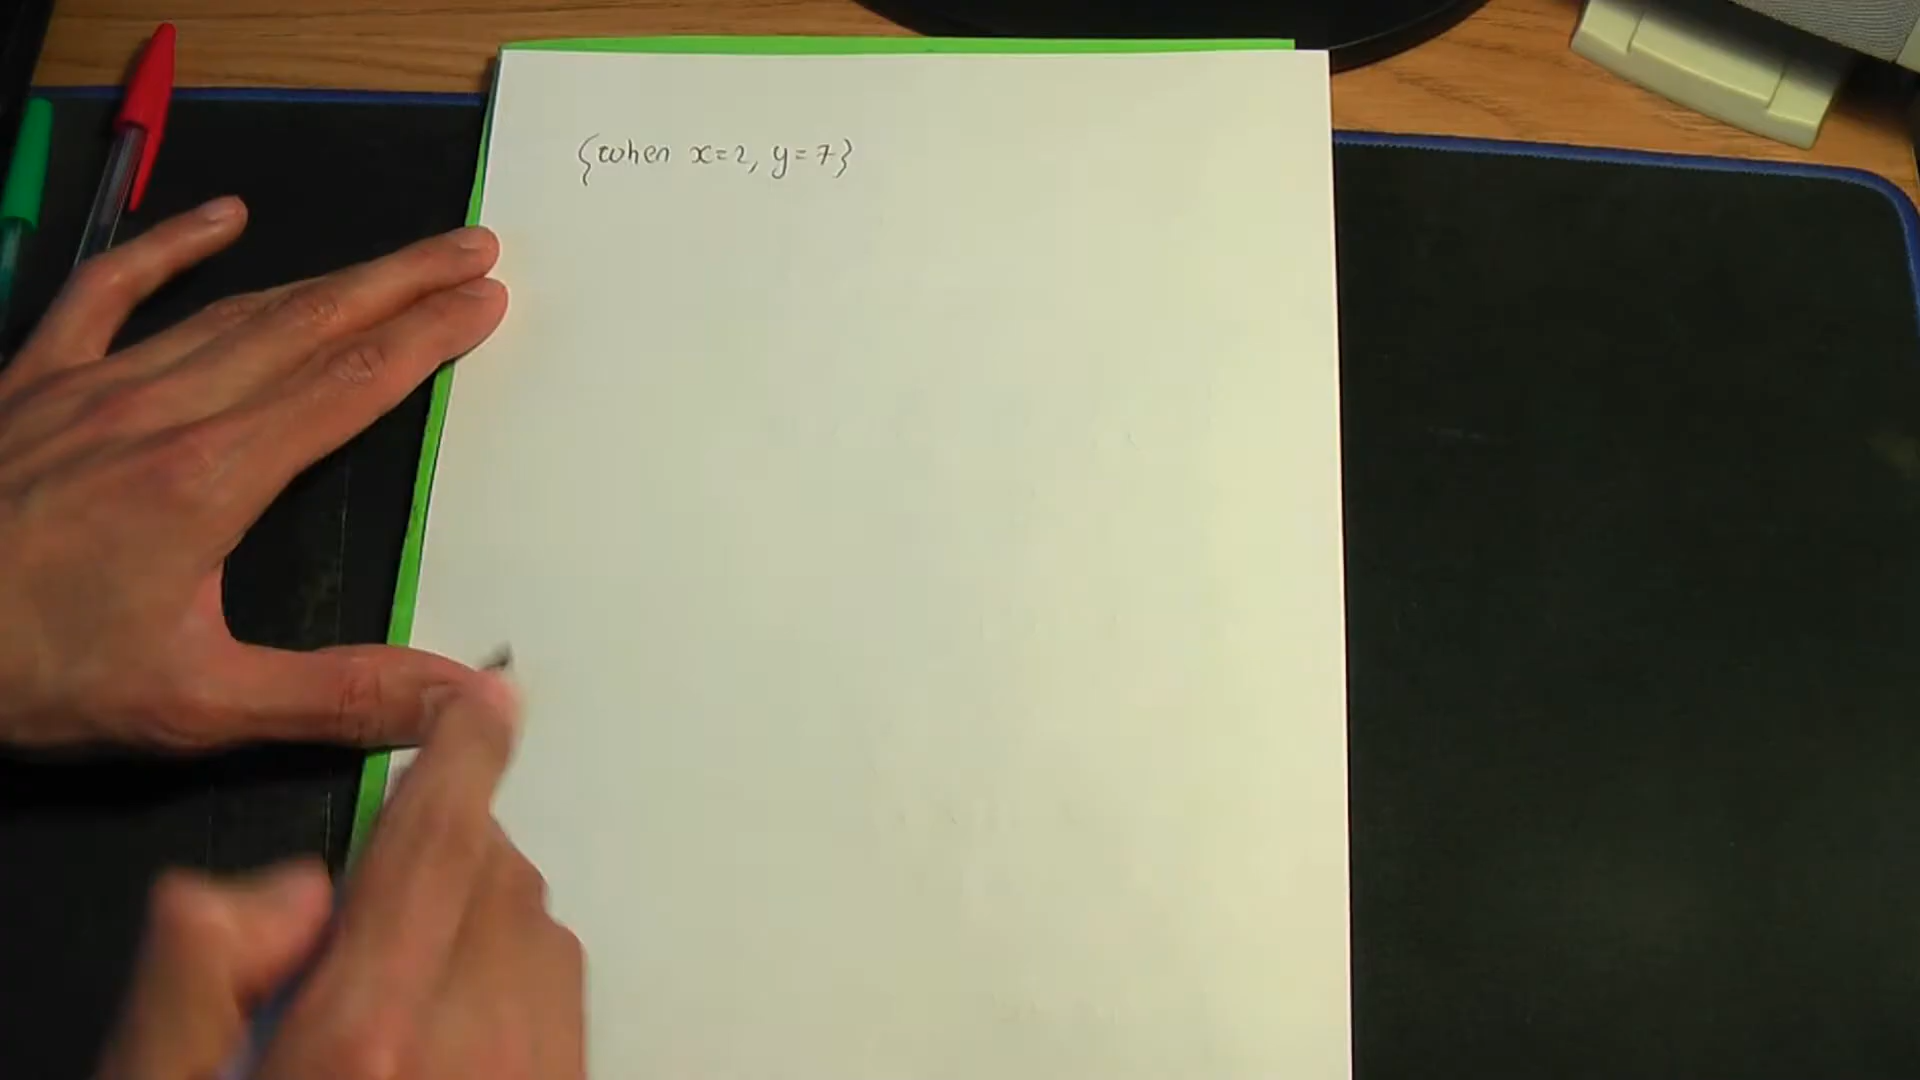 {when x=2, y=7}